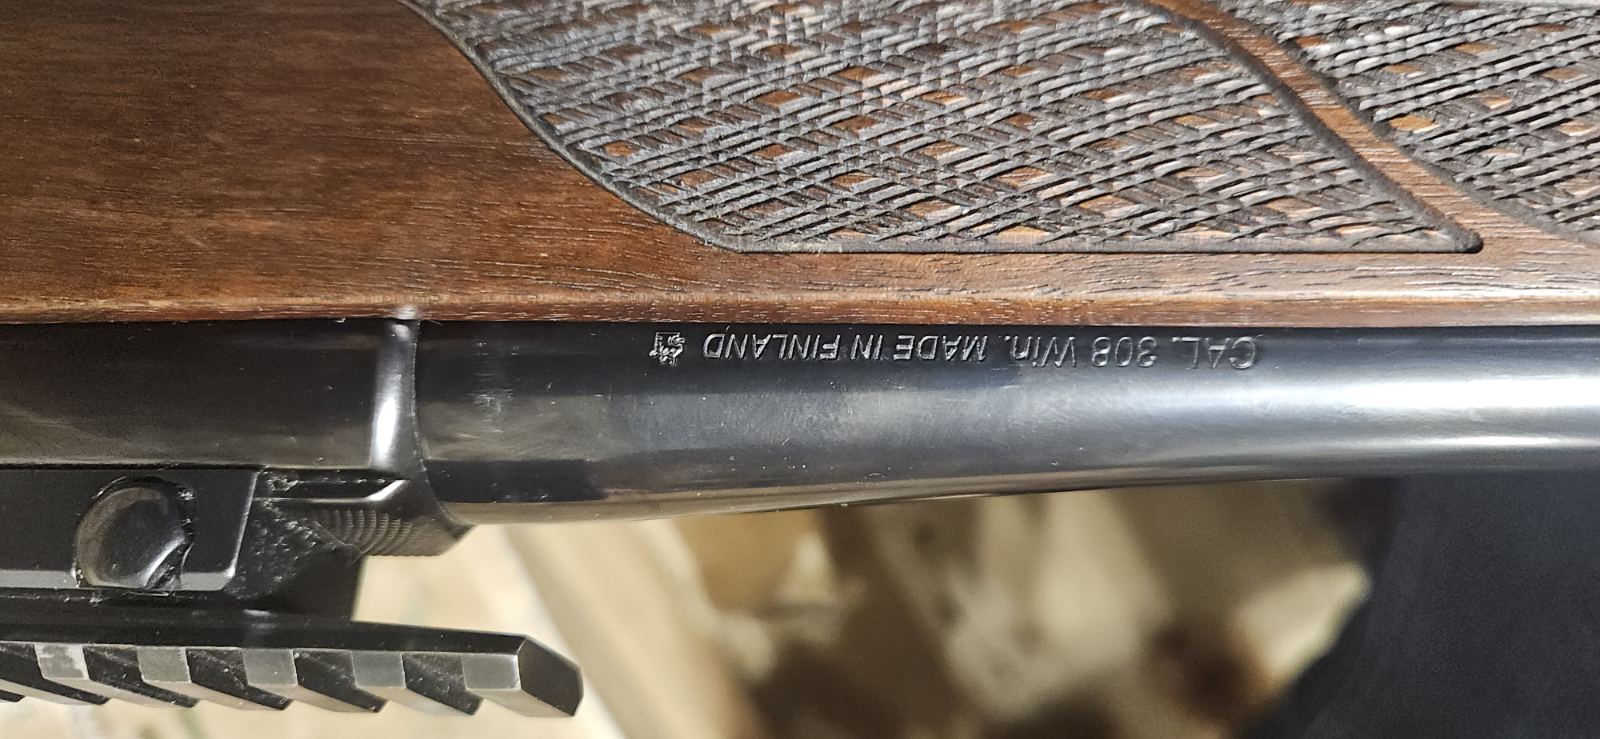 CAL. 308 Win. MADE IN FINLAND